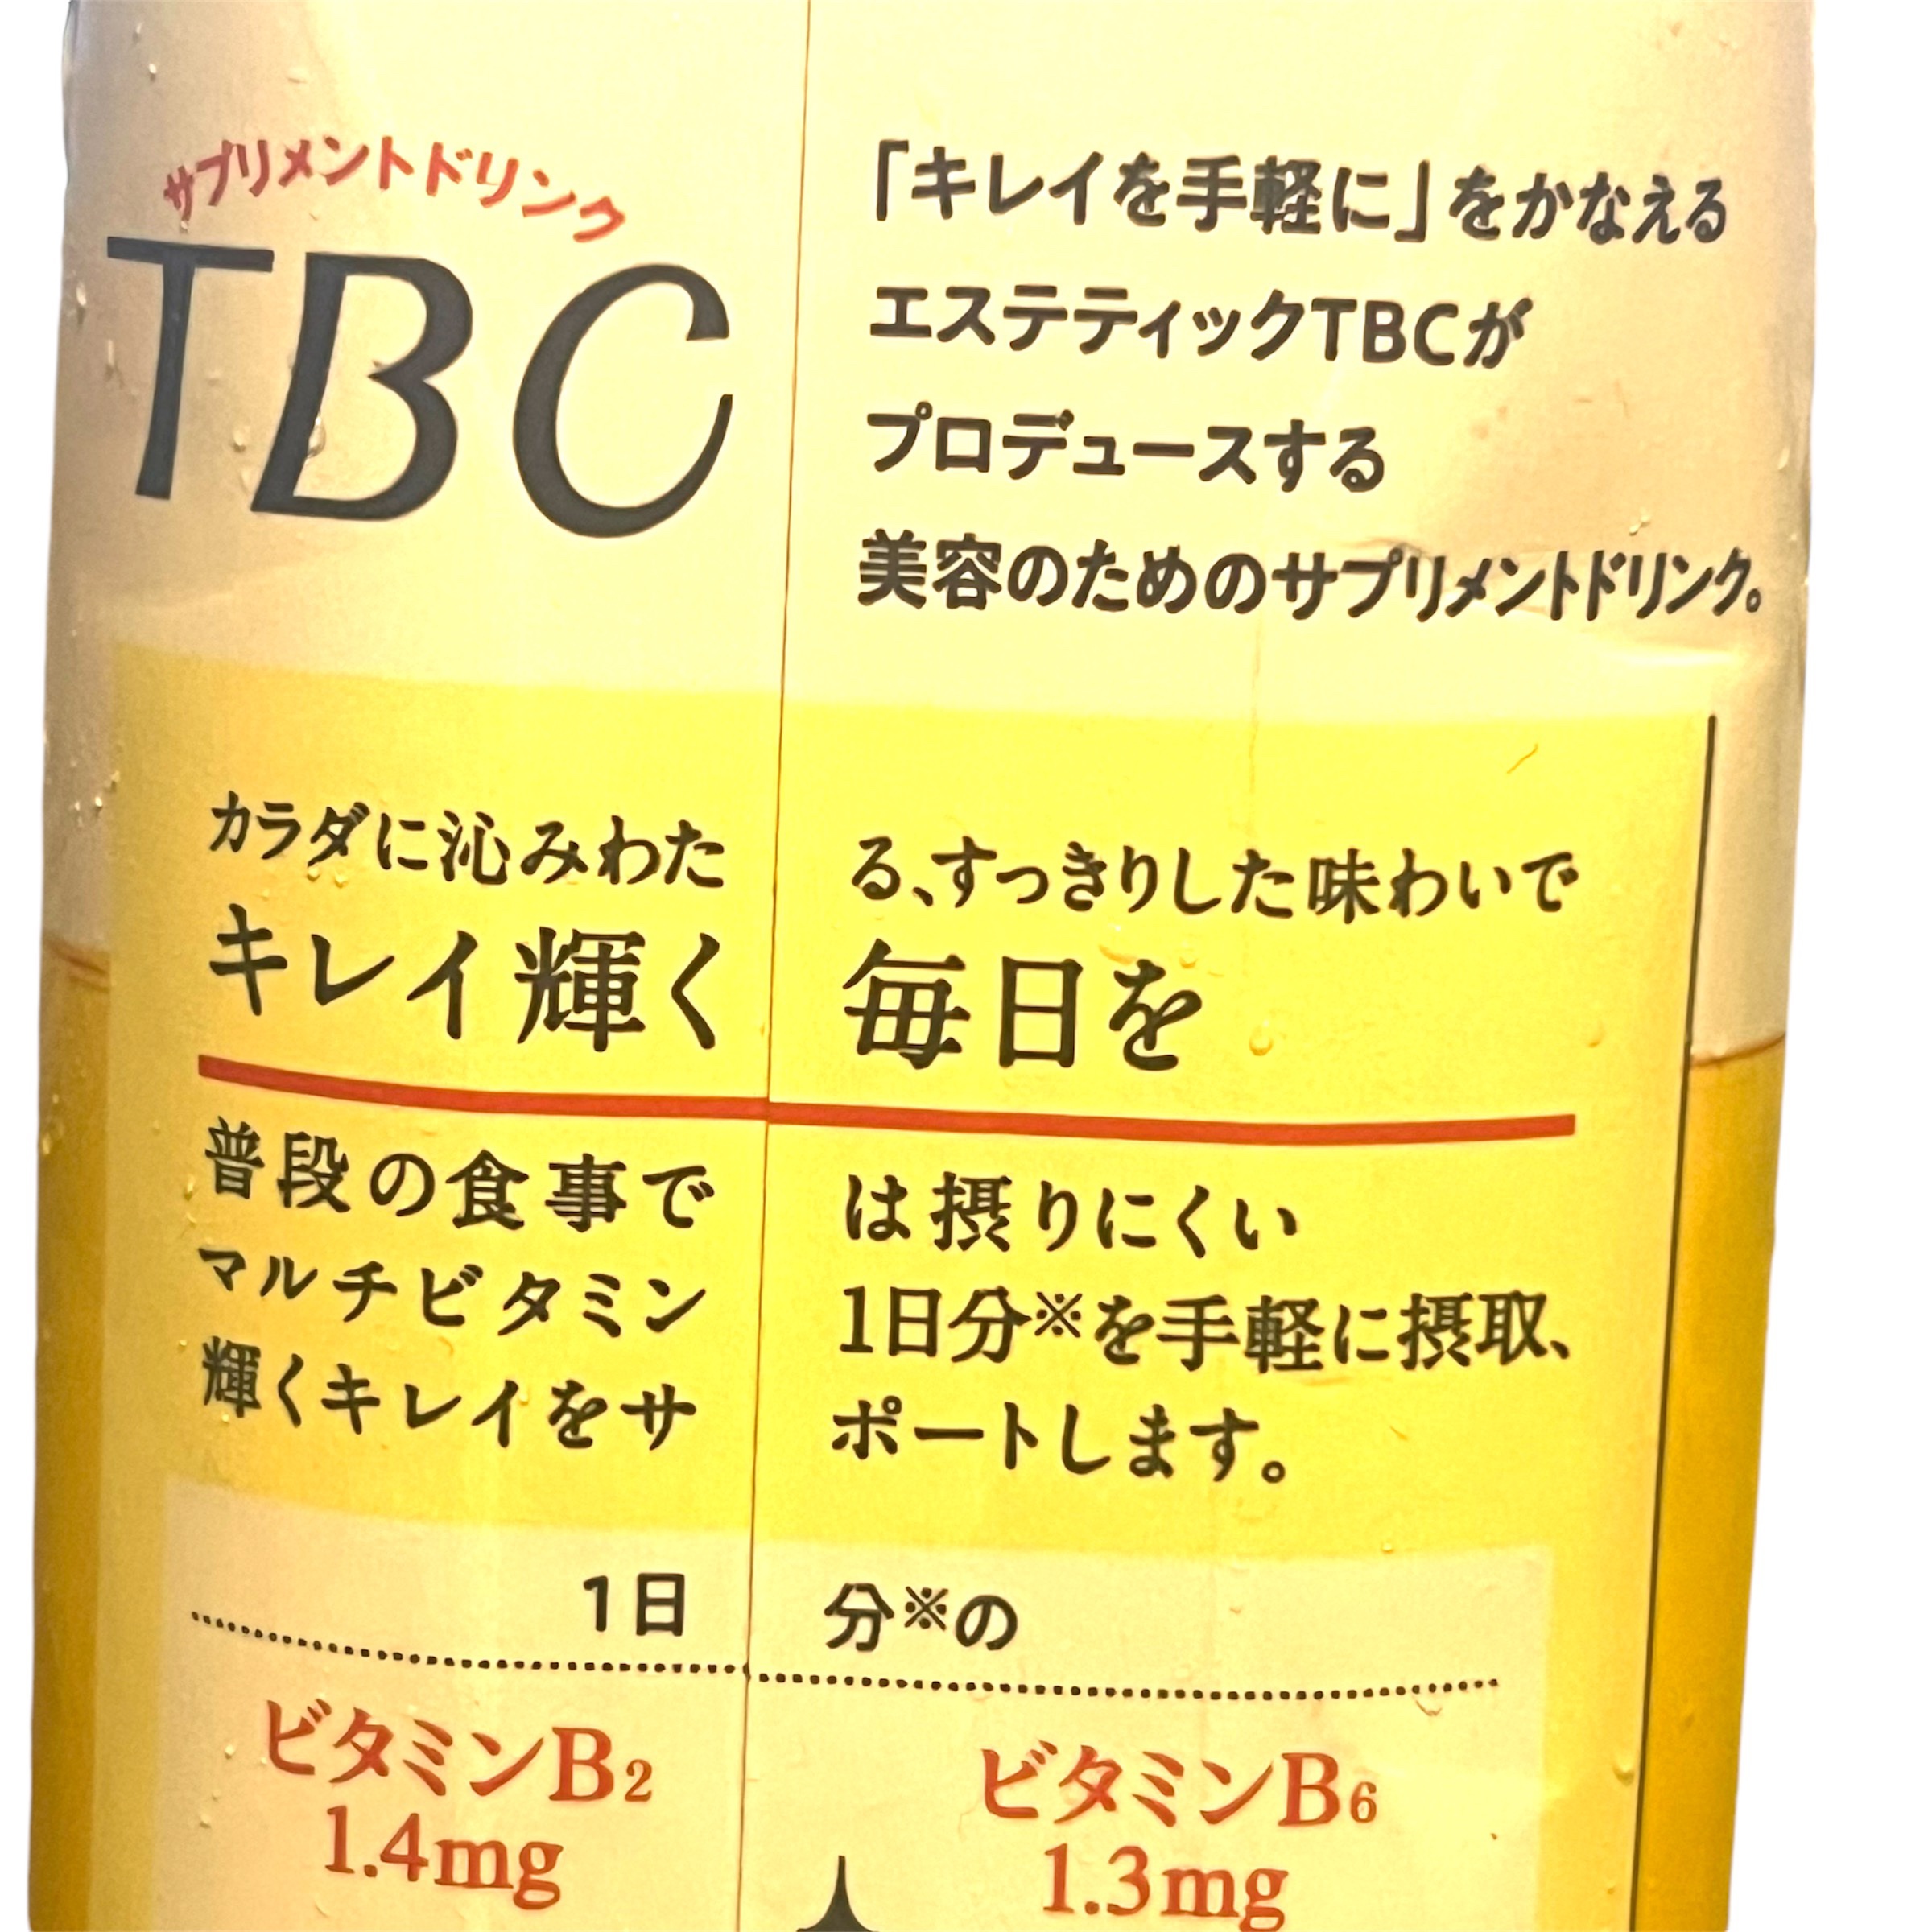 サプリメントドリンク
TBC
「キレイを手軽に」をかなえる
エステティックTBCが
プロデュースする
美容のためのサプリメントドリンク。
カラダに沁みわたる、すっきりした味わいで
キレイ輝く毎日を
普段の食事では摂りにくい
マルチビタミン1日分※を手軽に摂取、
輝くキレイをサポートします。
1日分※の
ビタミンB2
1.4mg
ビタミンB6
1.3mg